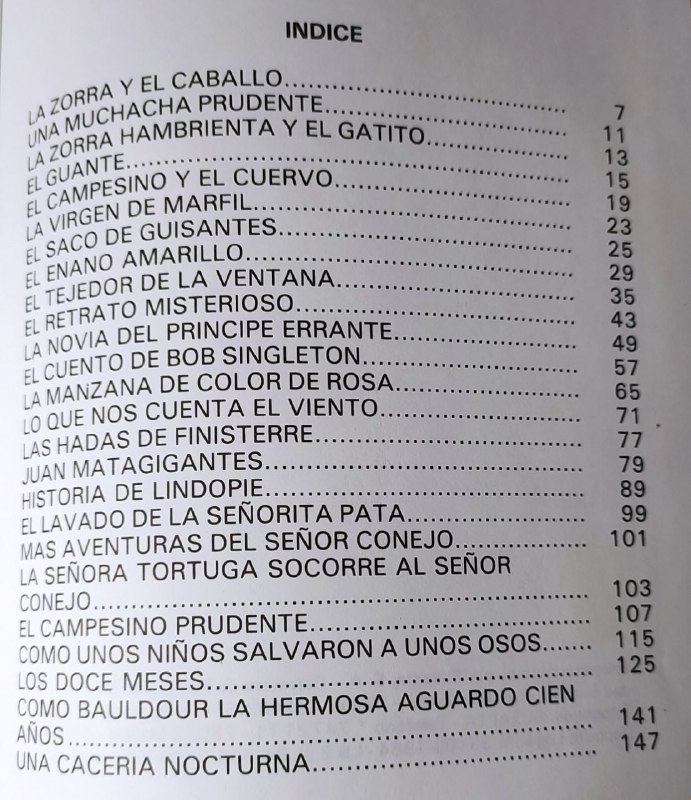 INDICE
LA ZORRA Y EL CABALLO........ 7
UNA MUCHACHA PRUDENTE........ 11
LA ZORRA HAMBRIENTA Y EL GATITO........ 13
EL GUANTE........ 15
EL CAMPESINO Y EL CUERVO........ 19
LA VIRGEN DE MARFIL........ 23
EL SACO DE GUISANTES........ 25
EL ENANO AMARILLO........ 29
EL TEJEDOR DE LA VENTANA........ 35
EL RETRATO MISTERIOSO........ 43
LA NOVIA DEL PRINCIPE ERRANTE........ 49
EL CUENTO DE BOB SINGLETON........ 57
LA MANZANA DE COLOR DE ROSA........ 65
LO QUE NOS CUENTA EL VIENTO........ 71
LAS HADAS DE FINISTERRE........ 77
JUAN MATAGIGANTES........ 79
HISTORIA DE LINDOPIE........ 89
EL LAVADO DE LA SEÑORITA PATA........ 99
MAS AVENTURAS DEL SEÑOR CONEJO........ 101
LA SEÑORA TORTUGA SOCORRE AL SEÑOR
CONEJO........ 103
EL CAMPESINO PRUDENTE........ 107
COMO UNOS NIÑOS SALVARON A UNOS OSOS....... 115
LOS DOCE MESES........ 125
COMO BAULDOUR LA HERMOSA AGUARDO CIEN
AÑOS........ 141
UNA CACERIA NOCTURNA........ 147